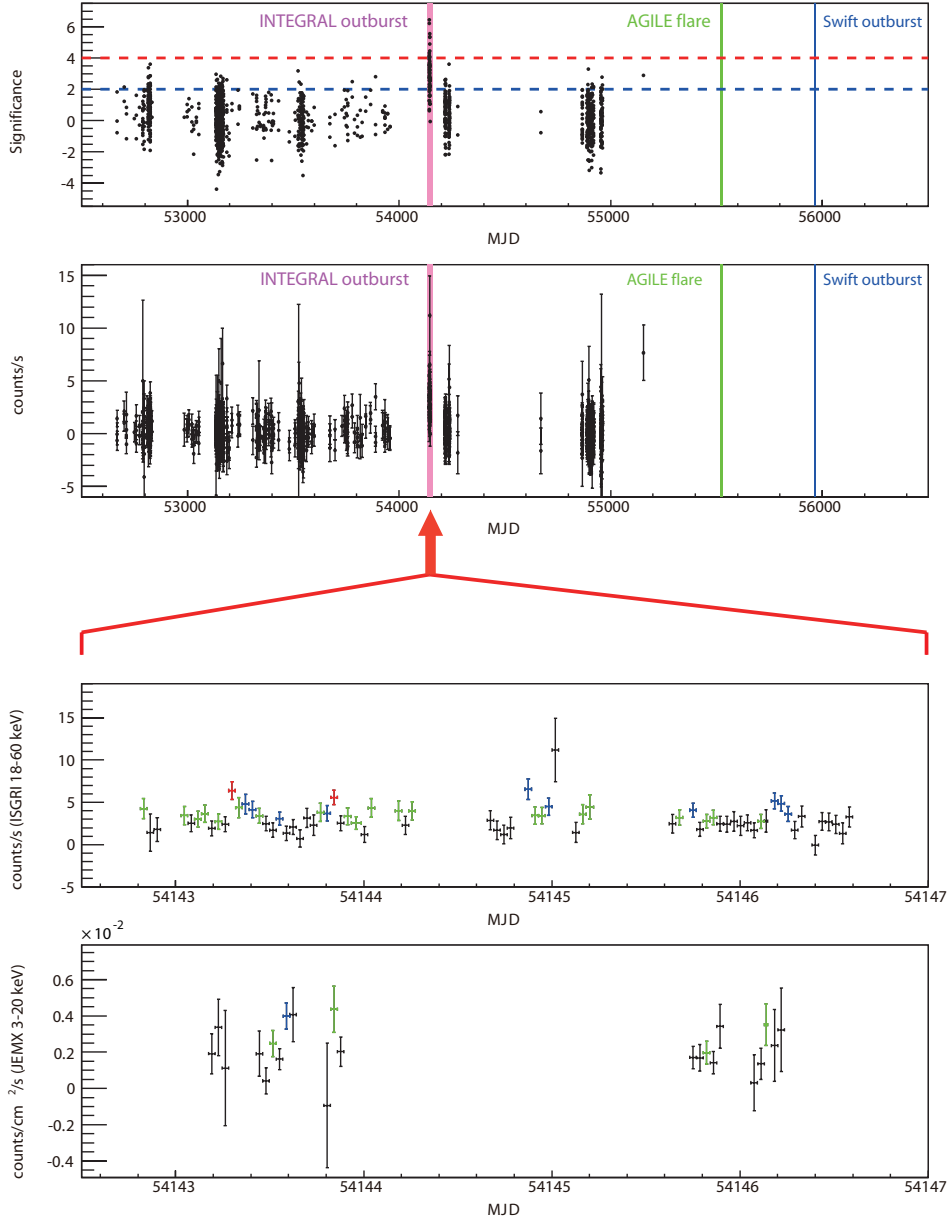 INTEGRAL outburst
AGILE flare
Swift outburst
Significance
6
4
2
0
-2
-4
53000 54000 55000 56000
MJD
INTEGRAL outburst
AGILE flare
Swift outburst
counts/s
15
10
5
0
-5
53000 54000 55000 56000
MJD
counts/s (ISGRI 18-60 keV)
15
10
5
0
-5
54143 54144 54145 54146 54147
MJD
×10⁻²
counts/cm ²/s (JEMX 3-20 keV)
0.6
0.4
0.2
0
-0.2
-0.4
54143 54144 54145 54146 54147
MJD